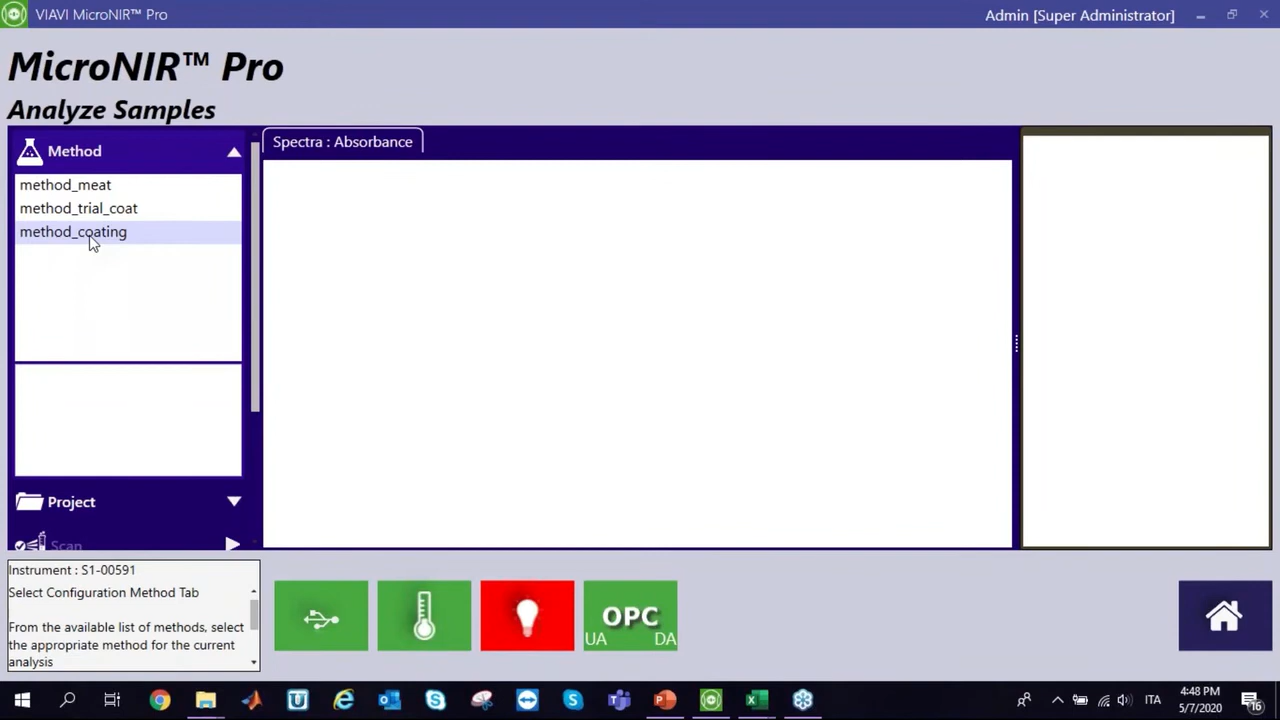 VIAVI MicroNIR™ Pro
Admin [Super Administrator]
MicroNIR™ Pro
Analyze Samples
Method
method_meat
method_trial_coat
method_coating
Project
Scan
Spectra : Absorbance
Instrument : S1-00591
Select Configuration Method Tab
From the available list of methods, select
the appropriate method for the current
analysis
OPC
UA DA
ITA
4:48 PM
5/7/2020
16